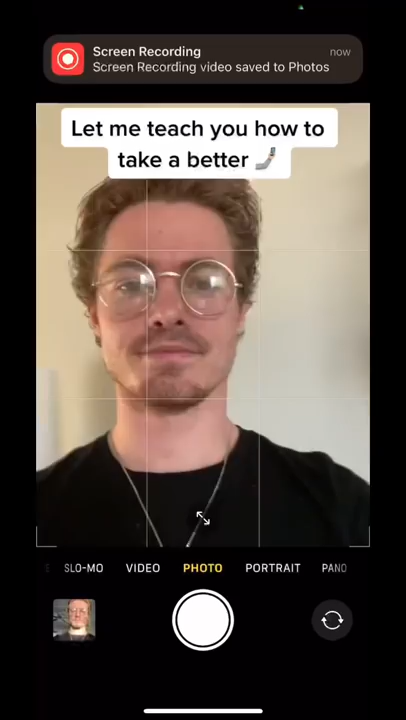 Screen Recording
now
Screen Recording video saved to Photos
Let me teach you how to
take a better 🤳
SLO-MO VIDEO PHOTO PORTRAIT PANO